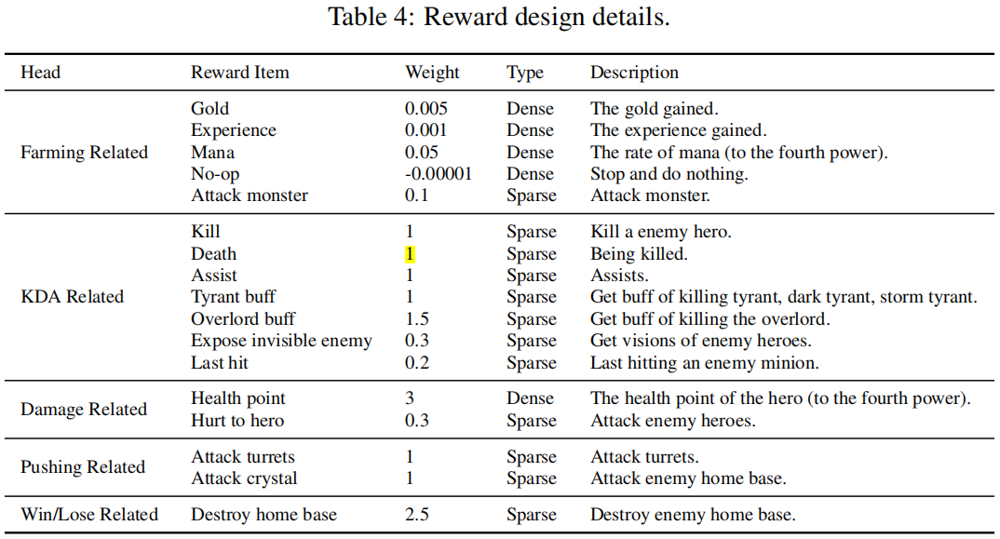 Table 4: Reward design details.
Head Reward Item Weight Type Description
Farming Related
Gold 0.005 Dense The gold gained.
Experience 0.001 Dense The experience gained.
Mana 0.05 Dense The rate of mana (to the fourth power).
No-op -0.00001 Dense Stop and do nothing.
Attack monster 0.1 Sparse Attack monster.
KDA Related
Kill 1 Sparse Kill a enemy hero.
Death 1 Sparse Being killed.
Assist 1 Sparse Assists.
Tyrant buff 1 Sparse Get buff of killing tyrant, dark tyrant, storm tyrant.
Overlord buff 1.5 Sparse Get buff of killing the overlord.
Expose invisible enemy 0.3 Sparse Get visions of enemy heroes.
Last hit 0.2 Sparse Last hitting an enemy minion.
Damage Related
Health point 3 Dense The health point of the hero (to the fourth power).
Hurt to hero 0.3 Sparse Attack enemy heroes.
Pushing Related
Attack turrets 1 Sparse Attack turrets.
Attack crystal 1 Sparse Attack enemy home base.
Win/Lose Related Destroy home base 2.5 Sparse Destroy enemy home base.